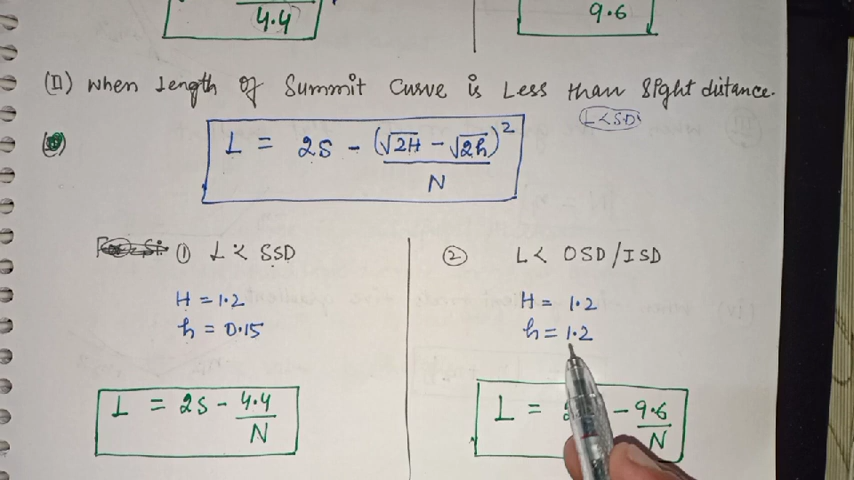 4.4
9.6
(II) When Length of Summit Curve is Less than Sight distance.
L<SD
L = 2S - (√2H - √2h)² / N
① L < SSD
② L < OSD/ISD
H = 1.2
h = 0.15
H = 1.2
h = 1.2
L = 2S - 4.4/N
L = - 9.6/N